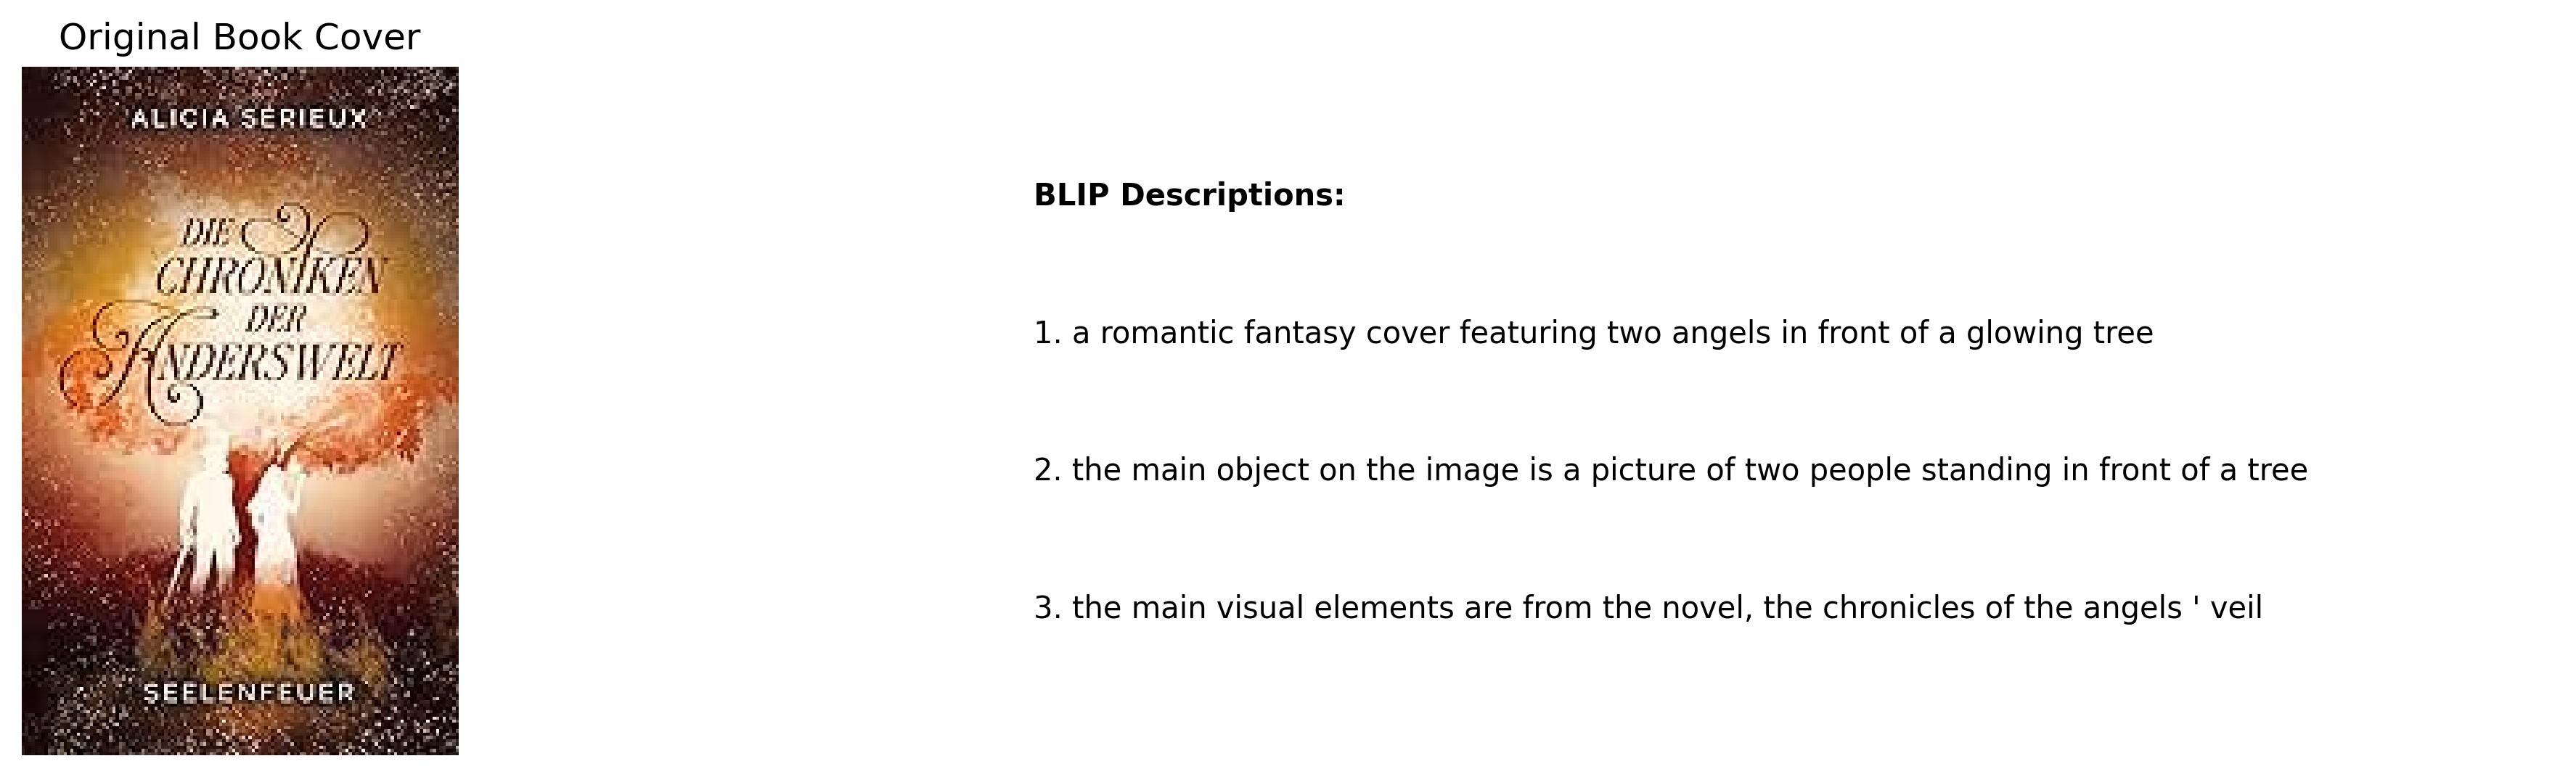 Original Book Cover
ALICIA SÉRIEUX
DIE
CHRONIKEN
DER
ANDERSWELT
SEELENFEUER
BLIP Descriptions:
1. a romantic fantasy cover featuring two angels in front of a glowing tree
2. the main object on the image is a picture of two people standing in front of a tree
3. the main visual elements are from the novel, the chronicles of the angels ' veil